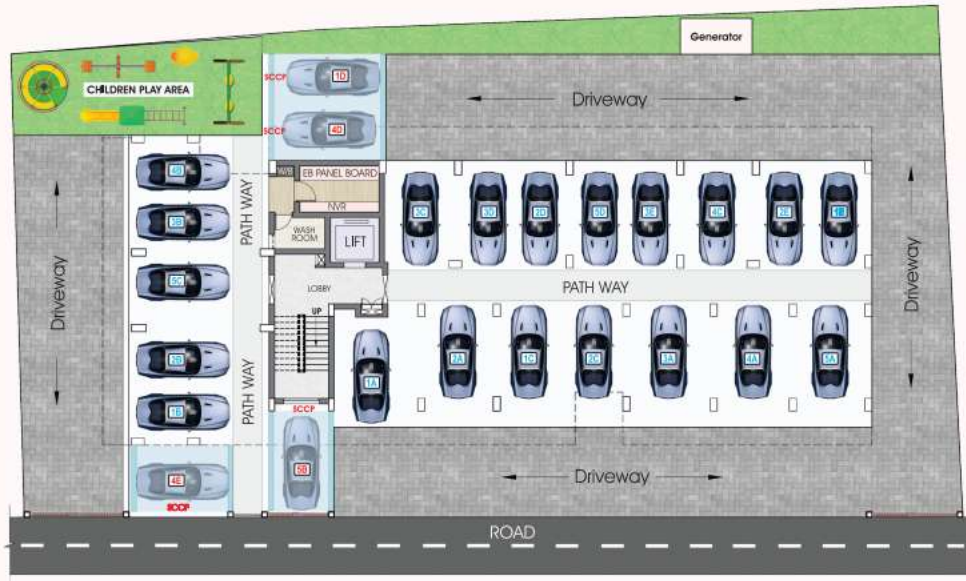 Generator
SCCP
1D
CHILDREN PLAY AREA
Driveway
SCCP
4D
4B
W/B
EB PANEL BOARD
NVR
PATH WAY
3B
WASH
ROOM
LIFT
3C
3D
2D
5D
3E
4C
2E
Driveway
5C
LOBBY
PATH WAY
Driveway
UP
2B
1A
2A
1C
2C
3A
4A
5A
PATH WAY
1B
SCCP
4E
SCCP
5B
Driveway
ROAD